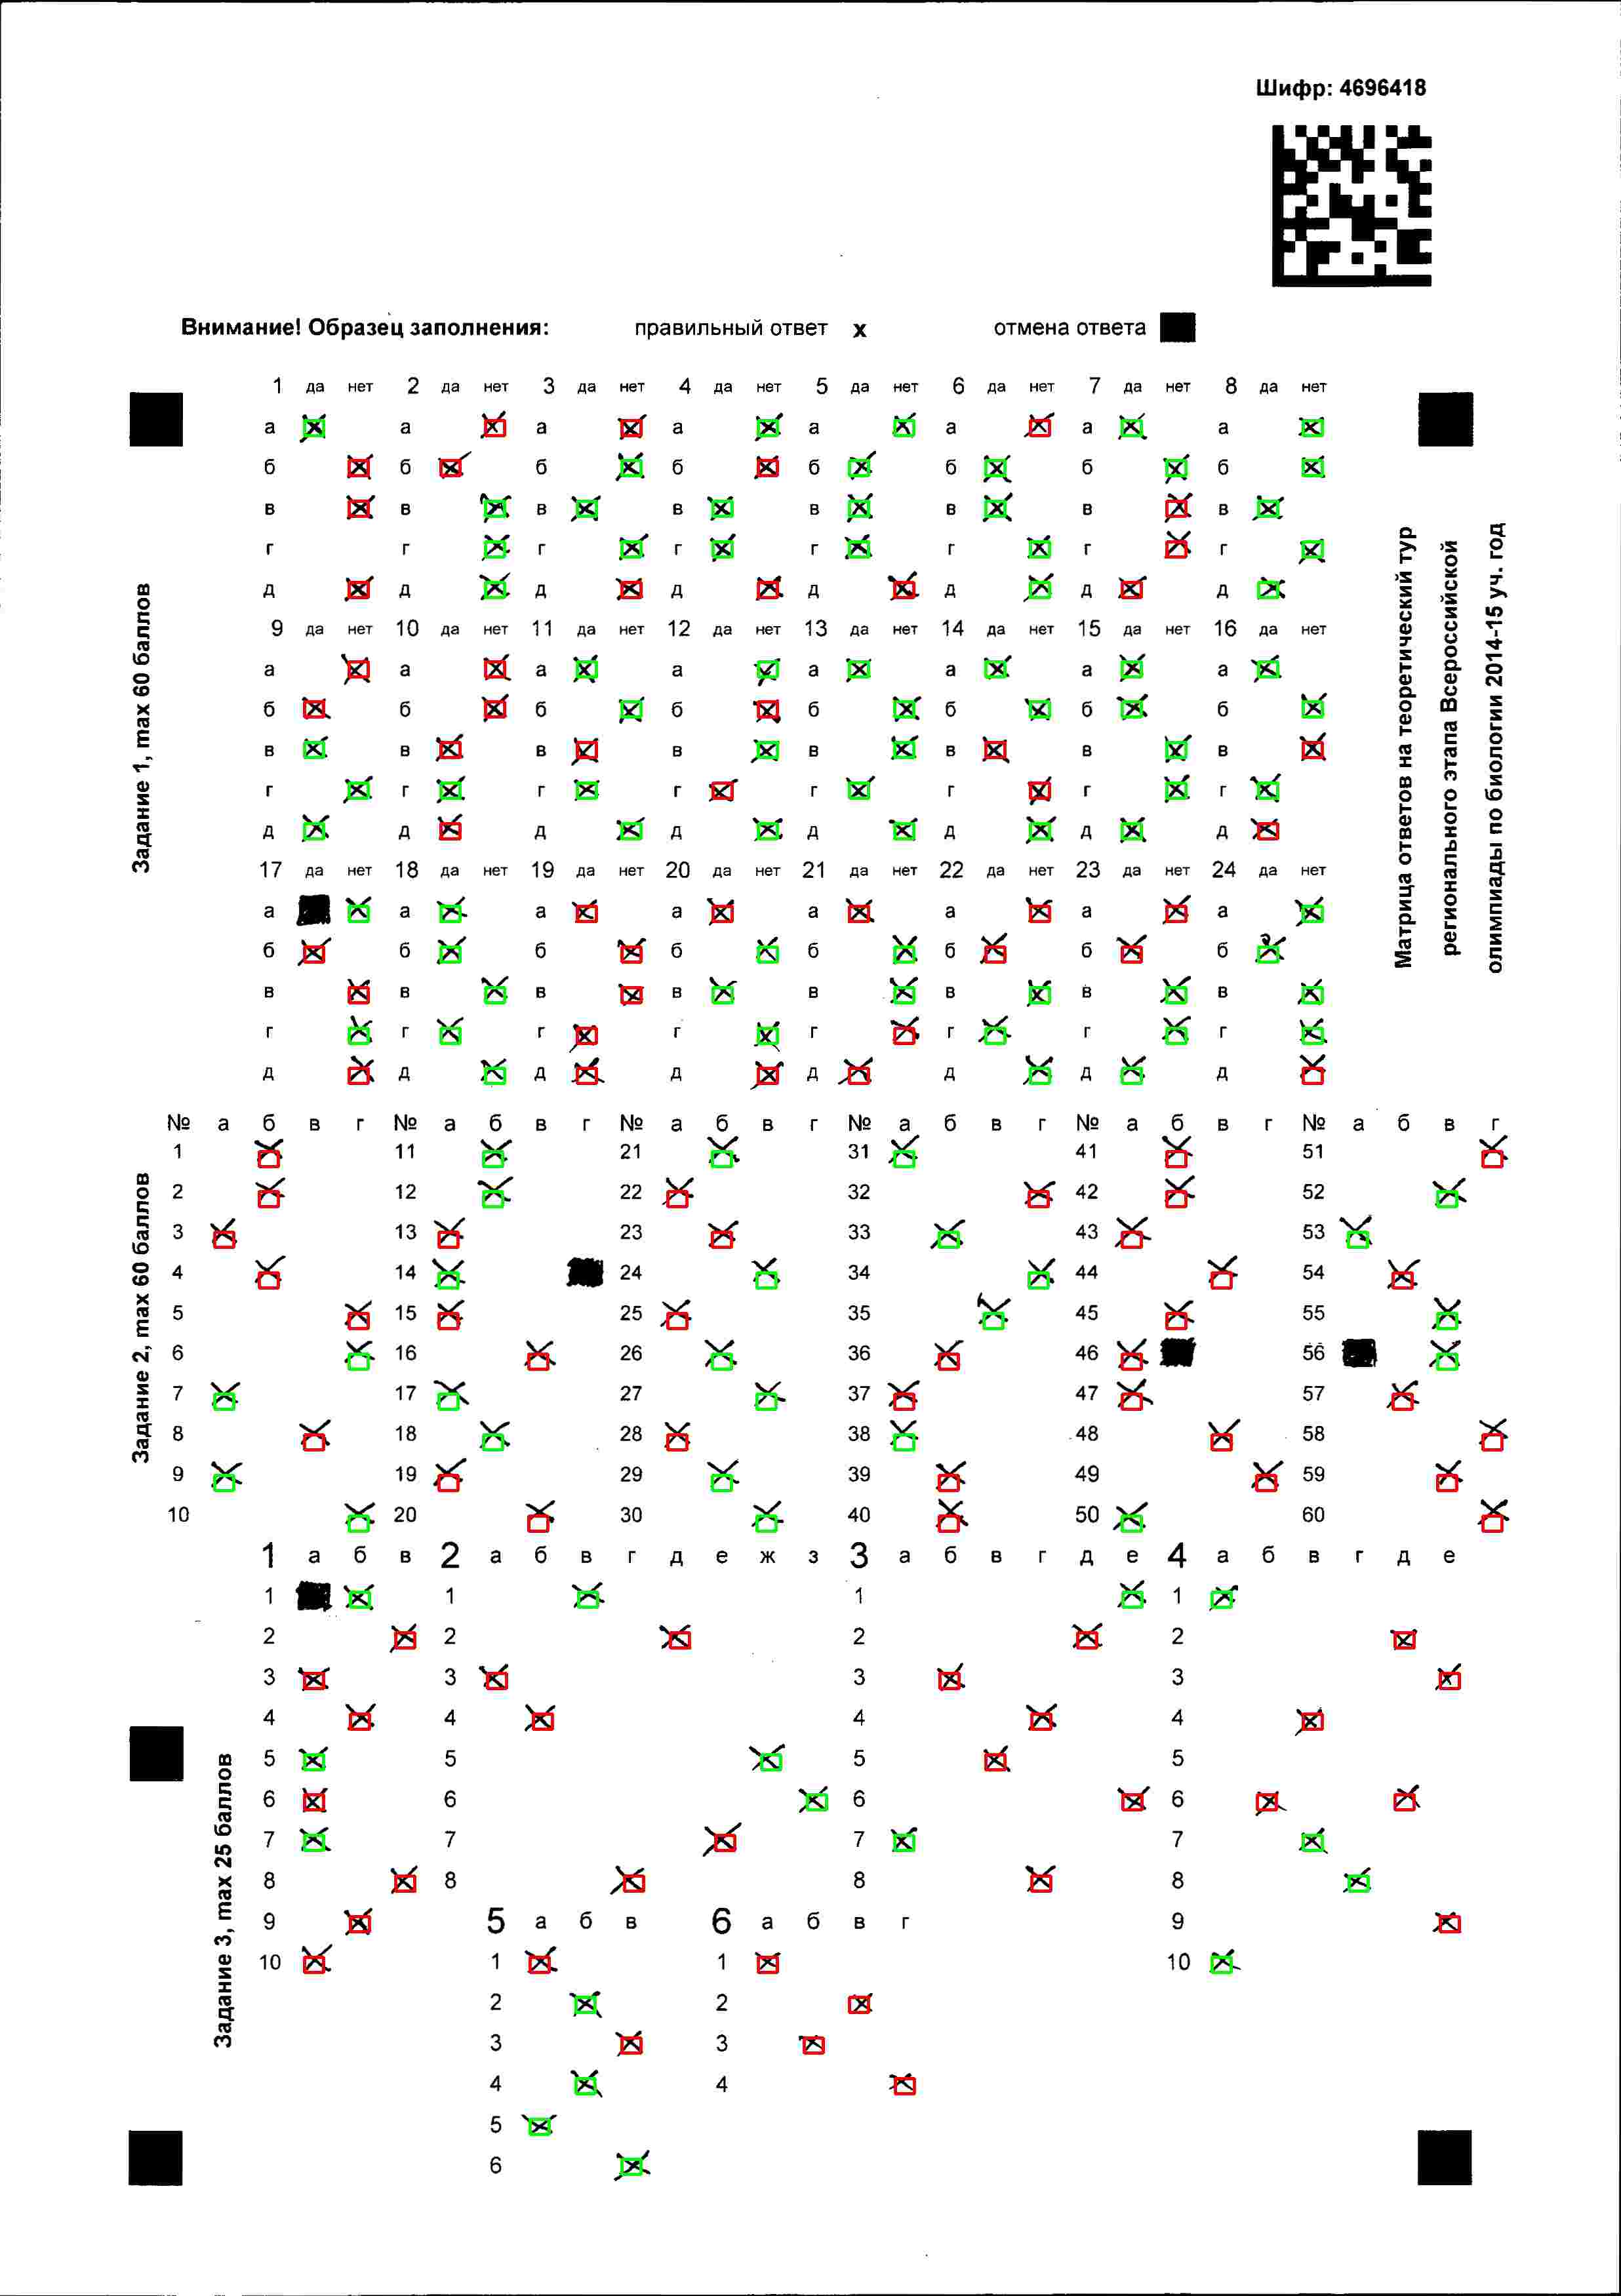 Шифр: 4696418
Внимание! Образец заполнения: правильный ответ x отмена ответа
1 да нет 2 да нет 3 да нет 4 да нет 5 да нет 6 да нет 7 да нет 8 да нет
а а а а а а а а
б б б б б б б б
в в в в в в в в
г г г г г г г г
д д д д д д д д
9 да нет 10 да нет 11 да нет 12 да нет 13 да нет 14 да нет 15 да нет 16 да нет
а а а а а а а а
б б б б б б б б
в в в в в в в в
г г г г г г г г
д д д д д д д д
17 да нет 18 да нет 19 да нет 20 да нет 21 да нет 22 да нет 23 да нет 24 да нет
а а а а а а а а
б б б б б б б б
в в в в в в в в
г г г г г г г г
д д д д д д д д
Задание 1, max 60 баллов
Матрица ответов на теоретический тур
регионального этапа Всероссийской
олимпиады по биологии 2014-15 уч. год
№ а б в г № а б в г № а б в г № а б в г № а б в г № а б в г
1 11 21 31 41 51
2 12 22 32 42 52
3 13 23 33 43 53
4 14 24 34 44 54
5 15 25 35 45 55
6 16 26 36 46 56
7 17 27 37 47 57
8 18 28 38 48 58
9 19 29 39 49 59
10 20 30 40 50 60
Задание 2, max 60 баллов
1 а б в 2 а б в г д е ж з 3 а б в г д е 4 а б в г д е
1 1 1 1
2 2 2 2
3 3 3 3
4 4 4 4
5 5 5 5
6 6 6 6
7 7 7 7
8 8 8 8
9 5 а б в 6 а б в г 9
10 1 1 10
2 2
3 3
4 4
5
6
Задание 3, max 25 баллов